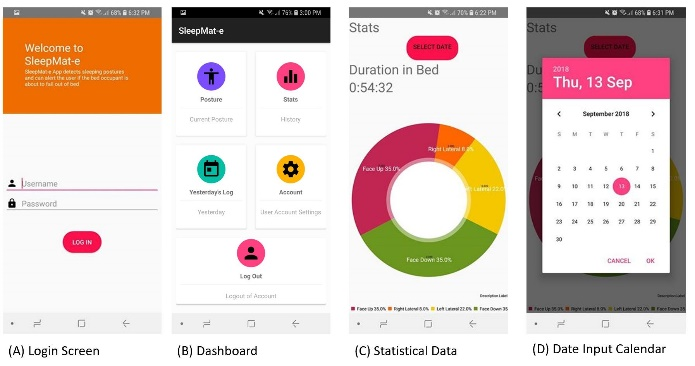 68% 6:32 PM
Welcome to
SleepMat-e
SleepMat-e App detects sleeping postures
and can alert the user if the bed occupant is
about to fall out of bed
Username
Password
LOG IN
(A) Login Screen
76% 5:00 PM
SleepMat-e
Posture
Current Posture
Stats
History
Yesterday's Log
Yesterday
Account
User Account Settings
Log Out
Logout of Account
(B) Dashboard
70% 6:22 PM
Stats
SELECT DATE
Duration in Bed
0:54:32
Right Lateral 8.0%
Face Up 35.0%
Left Lateral 22.0%
Face Down 35.0%
Description Label
Face Up 35.0% Right Lateral 8.0% Left Lateral 22.0% Face Down 35
(C) Statistical Data
68% 6:31 PM
Stats
SELECT DATE
2018
Thu, 13 Sep
September 2018
S M T W T F S
1
2 3 4 5 6 7 8
9 10 11 12 13 14 15
16 17 18 19 20 21 22
23 24 25 26 27 28 29
30
CANCEL OK
(D) Date Input Calendar